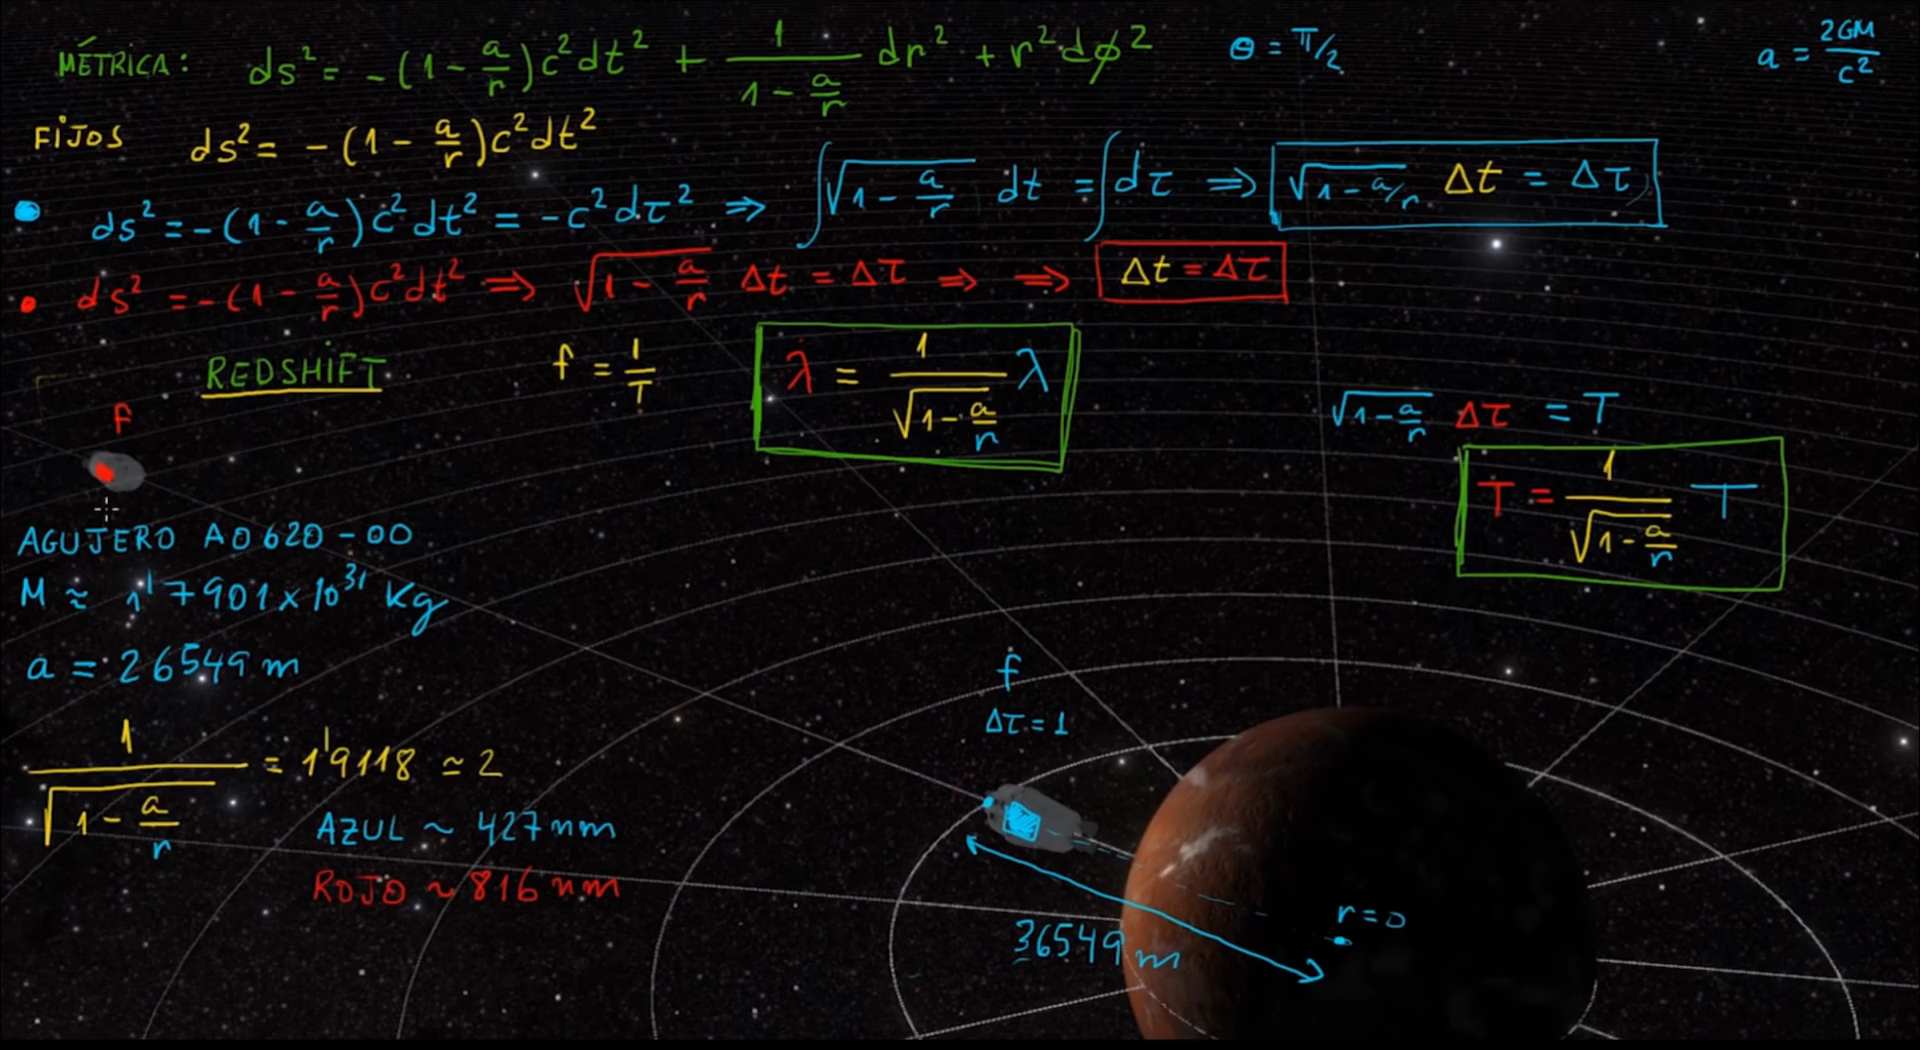 MÉTRICA: ds² = -(1 - a/r)c²dt² + 1/(1 - a/r) dr² + r²dϕ² θ = π/2 a = 2GM/c²
FIJOS ds² = -(1 - a/r)c²dt²
ds² = -(1 - a/r)c²dt² = -c²dτ² ⇒ ∫√(1 - a/r) dt = ∫dτ ⇒ √(1 - a/r) Δt = Δτ
ds² = -(1 - a/r)c²dt² ⇒ √(1 - a/r) Δt = Δτ ⇒ ⇒ Δt = Δτ
REDSHIFT f = 1/T λ = 1/√(1 - a/r) λ
√(1 - a/r) Δτ = T
f
T = 1/√(1 - a/r) T
AGUJERO A0620-00
M ≈ 1'7901 x 10³¹ Kg
a = 26549 m
f
Δτ = 1
1/√(1 - a/r) = 1'9118 ≃ 2
AZUL ~ 427 nm
ROJO ~ 816 nm
r = 0
36549 m